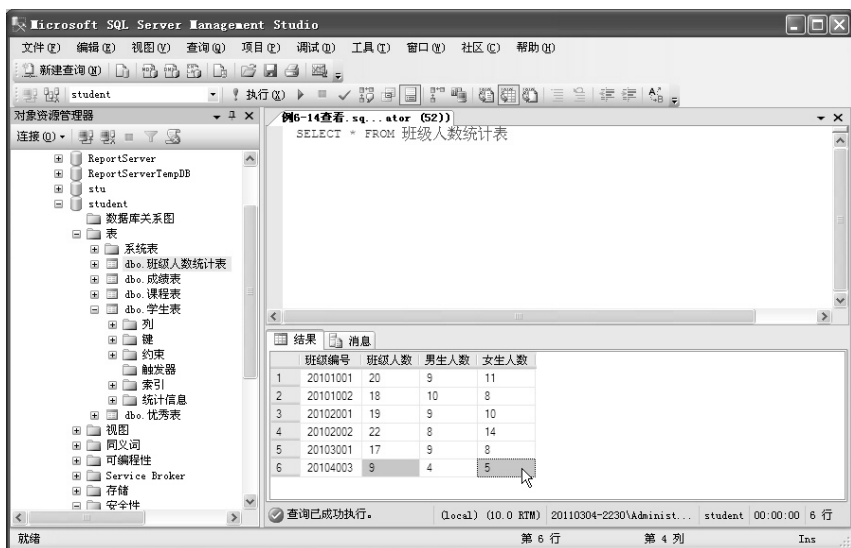 Microsoft SQL Server Management Studio
文件(F) 编辑(E) 视图(V) 查询(Q) 项目(P) 调试(D) 工具(T) 窗口(W) 社区(C) 帮助(H)
新建查询(N)
student 执行(X)
对象资源管理器
连接(O)
ReportServer
ReportServerTempDB
stu
student
数据库关系图
表
系统表
dbo.班级人数统计表
dbo.成绩表
dbo.课程表
dbo.学生表
列
键
约束
触发器
索引
统计信息
dbo.优秀表
视图
同义词
可编程性
Service Broker
存储
安全性
例6-14查看.sq...ator (52))
SELECT * FROM 班级人数统计表
结果 消息
班级编号 班级人数 男生人数 女生人数
1 20101001 20 9 11
2 20101002 18 10 8
3 20102001 19 9 10
4 20102002 22 8 14
5 20103001 17 9 8
6 20104003 9 4 5
查询已成功执行。 (local) (10.0 RTM) 20110304-2230\Administ... student 00:00:00 6 行
就绪 第 6 行 第 4 列 Ins